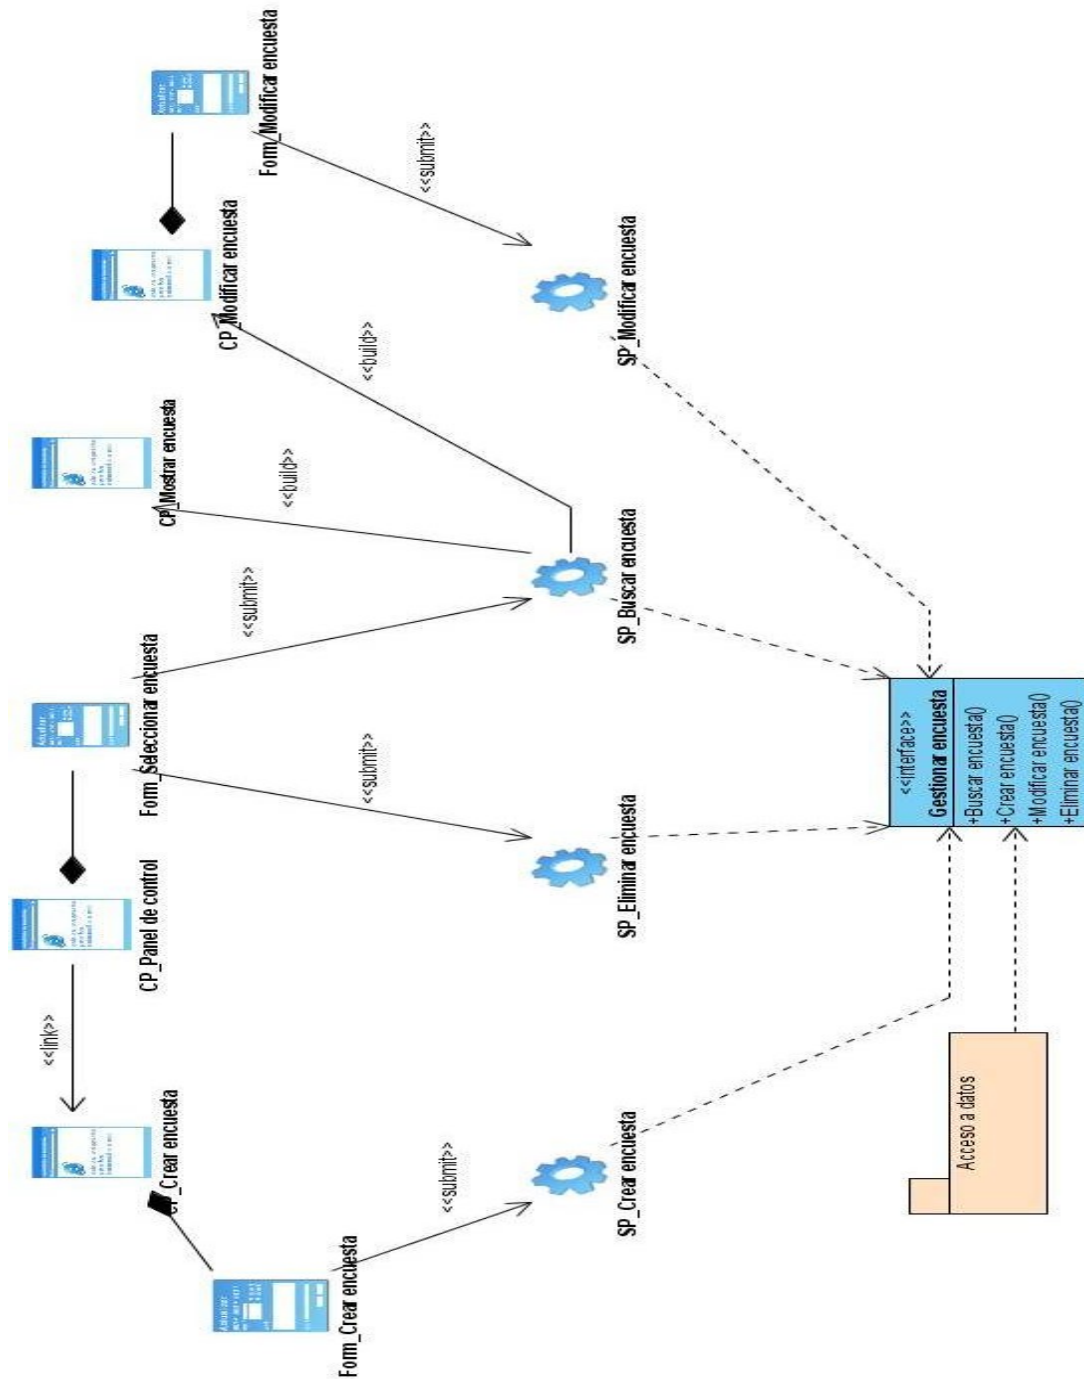 <<link>>
CP_Crear encuesta
CP_Panel de control
Form_Seleccionar encuesta
CP_Mostrar encuesta
CP_Modificar encuesta
Form_Modificar encuesta
Form_Crear encuesta
<<submit>>
<<submit>>
<<submit>>
<<build>>
<<build>>
<<submit>>
SP_Crear encuesta
SP_Eliminar encuesta
SP_Buscar encuesta
SP_Modificar encuesta
Acceso a datos
<<interface>>
Gestionar encuesta
+Buscar encuesta()
+Crear encuesta()
+Modificar encuesta()
+Eliminar encuesta()